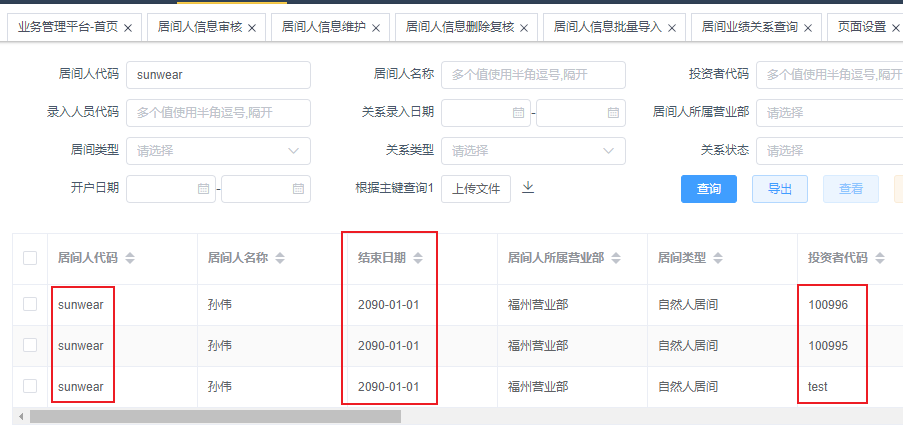 业务管理平台-首页 × 居间人信息审核 × 居间人信息维护 × 居间人信息删除复核 × 居间人信息批量导入 × 居间业绩关系查询 × 页面设置 ×
居间人代码 sunwear 居间人名称 多个值使用半角逗号,隔开 投资者代码 多个值使用半角逗号,隔
录入人员代码 多个值使用半角逗号,隔开 关系录入日期 - 居间人所属营业部 请选择
居间类型 请选择 关系类型 请选择 关系状态 请选择
开户日期 - 根据主键查询1 上传文件 查询 导出 查看
居间人代码 居间人名称 结束日期 居间人所属营业部 居间类型 投资者代码
sunwear 孙伟 2090-01-01 福州营业部 自然人居间 100996
sunwear 孙伟 2090-01-01 福州营业部 自然人居间 100995
sunwear 孙伟 2090-01-01 福州营业部 自然人居间 test